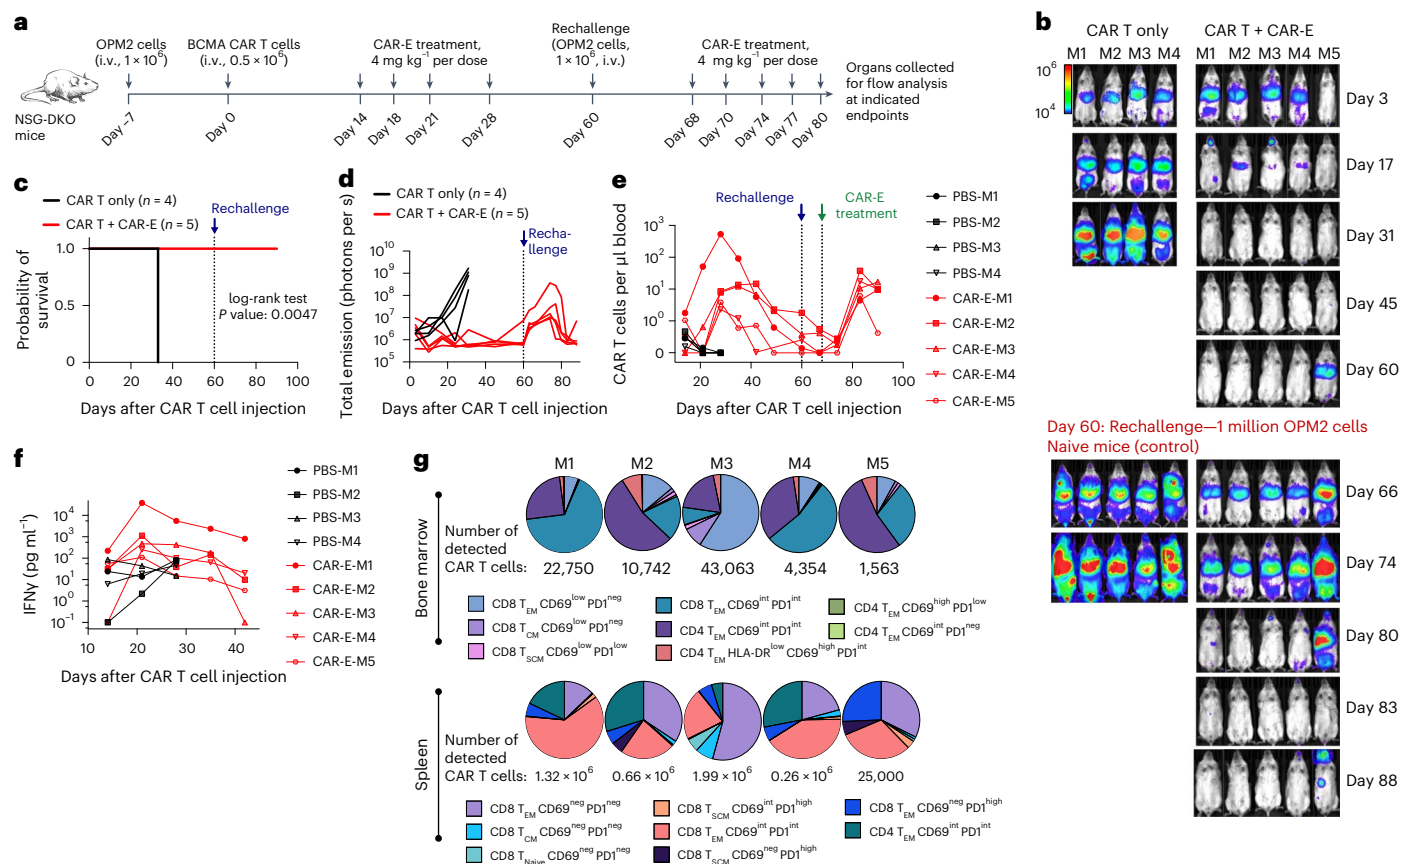 a
OPM2 cells
(i.v., 1 × 10⁶)
BCMA CAR T cells
(i.v., 0.5 × 10⁶)
CAR-E treatment,
4 mg kg⁻¹ per dose
Rechallenge
(OPM2 cells,
1 × 10⁶, i.v.)
CAR-E treatment,
4 mg kg⁻¹ per dose
Organs collected
for flow analysis
at indicated
endpoints
NSG-DKO
mice
Day −7
Day 0
Day 14
Day 18
Day 21
Day 28
Day 60
Day 68
Day 70
Day 74
Day 77
Day 80
b
CAR T only
CAR T + CAR-E
M1 M2 M3 M4
M1 M2 M3 M4 M5
10⁶
10⁴
Day 3
Day 17
Day 31
Day 45
Day 60
Day 60: Rechallenge—1 million OPM2 cells
Naive mice (control)
Day 66
Day 74
Day 80
Day 83
Day 88
c
CAR T only (n = 4)
CAR T + CAR-E (n = 5)
Rechallenge
Probability of
survival
1.0
0.5
0
log-rank test
P value: 0.0047
0 20 40 60 80 100
Days after CAR T cell injection
d
CAR T only (n = 4)
CAR T + CAR-E (n = 5)
Recha-
llenge
Total emission (photons per s)
10¹⁰
10⁹
10⁸
10⁷
10⁶
10⁵
0 20 40 60 80
Days after CAR T cell injection
e
Rechallenge
CAR-E
treatment
CAR T cells per µl blood
10³
10²
10¹
10⁰
0
0 20 40 60 80 100
Days after CAR T cell injection
PBS-M1
PBS-M2
PBS-M3
PBS-M4
CAR-E-M1
CAR-E-M2
CAR-E-M3
CAR-E-M4
CAR-E-M5
f
IFNγ (pg ml⁻¹)
10⁴
10³
10²
10¹
10⁰
10⁻¹
10 20 30 40
Days after CAR T cell injection
PBS-M1
PBS-M2
PBS-M3
PBS-M4
CAR-E-M1
CAR-E-M2
CAR-E-M3
CAR-E-M4
CAR-E-M5
g
M1 M2 M3 M4 M5
Bone marrow
Number of
detected
CAR T cells:
22,750 10,742 43,063 4,354 1,563
CD8 T_EM CD69^low PD1^neg
CD8 T_CM CD69^low PD1^neg
CD8 T_SCM CD69^low PD1^low
CD8 T_EM CD69^int PD1^int
CD4 T_EM CD69^int PD1^int
CD4 T_EM HLA-DR^low CD69^high PD1^int
CD4 T_EM CD69^high PD1^low
CD4 T_EM CD69^int PD1^neg
Spleen
Number of
detected
CAR T cells:
1.32 × 10⁶ 0.66 × 10⁶ 1.99 × 10⁶ 0.26 × 10⁶ 25,000
CD8 T_EM CD69^neg PD1^neg
CD8 T_CM CD69^neg PD1^neg
CD8 T_Naive CD69^neg PD1^neg
CD8 T_SCM CD69^int PD1^high
CD8 T_EM CD69^int PD1^int
CD8 T_SCM CD69^neg PD1^high
CD8 T_EM CD69^neg PD1^high
CD4 T_EM CD69^int PD1^int